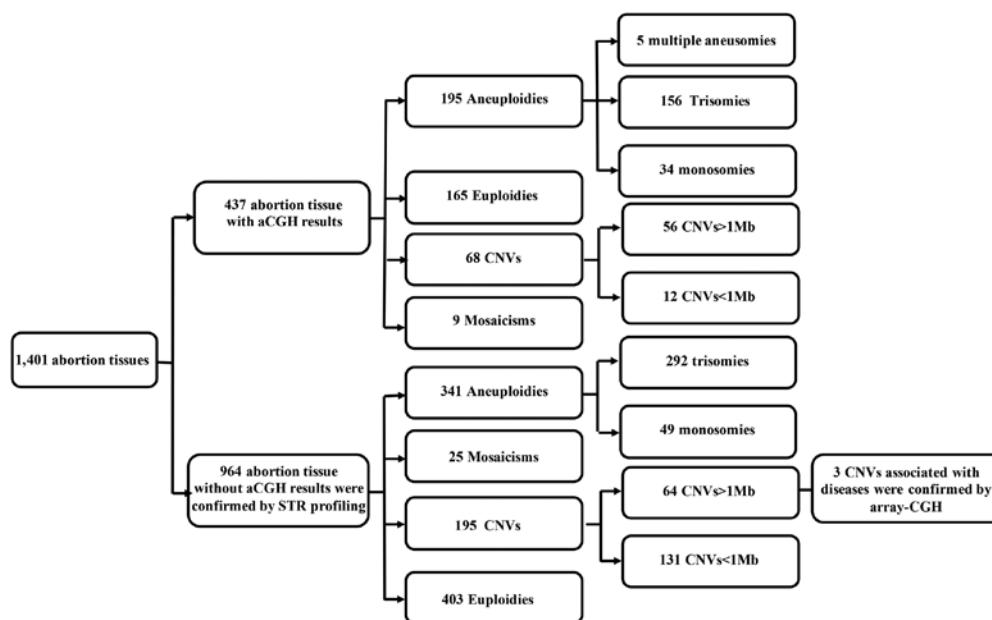 1,401 abortion tissues
437 abortion tissue
with aCGH results
195 Aneuploidies
5 multiple aneusomies
156 Trisomies
34 monosomies
165 Euploidies
68 CNVs
56 CNVs>1Mb
12 CNVs<1Mb
9 Mosaicisms
964 abortion tissue
without aCGH results were
confirmed by STR profiling
341 Aneuploidies
292 trisomies
49 monosomies
25 Mosaicisms
195 CNVs
64 CNVs>1Mb
3 CNVs associated with
diseases were confirmed by
array-CGH
131 CNVs<1Mb
403 Euploidies